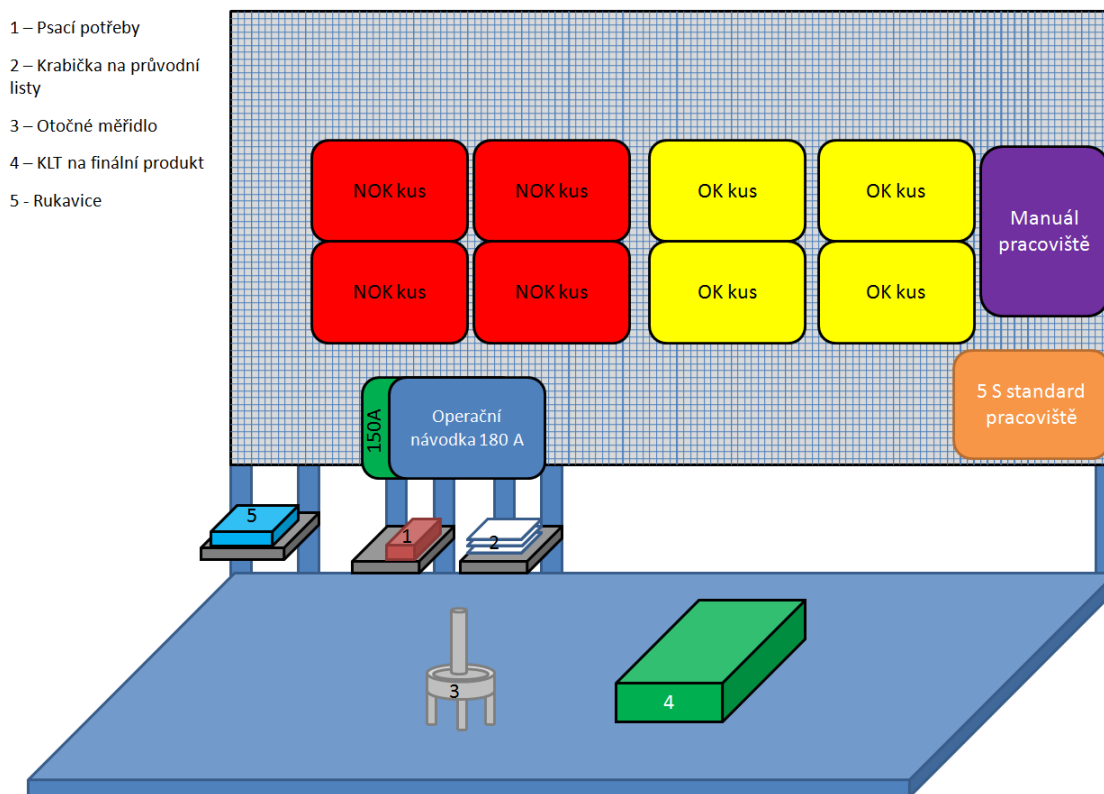 1 – Psací potřeby
2 – Krabička na průvodní
listy
3 – Otočné měřidlo
4 – KLT na finální produkt
5 - Rukavice
NOK kus
NOK kus
OK kus
OK kus
Manuál
pracoviště
NOK kus
NOK kus
OK kus
OK kus
5 S standard
pracoviště
150A
Operační
návodka 180 A
5
1
2
3
4